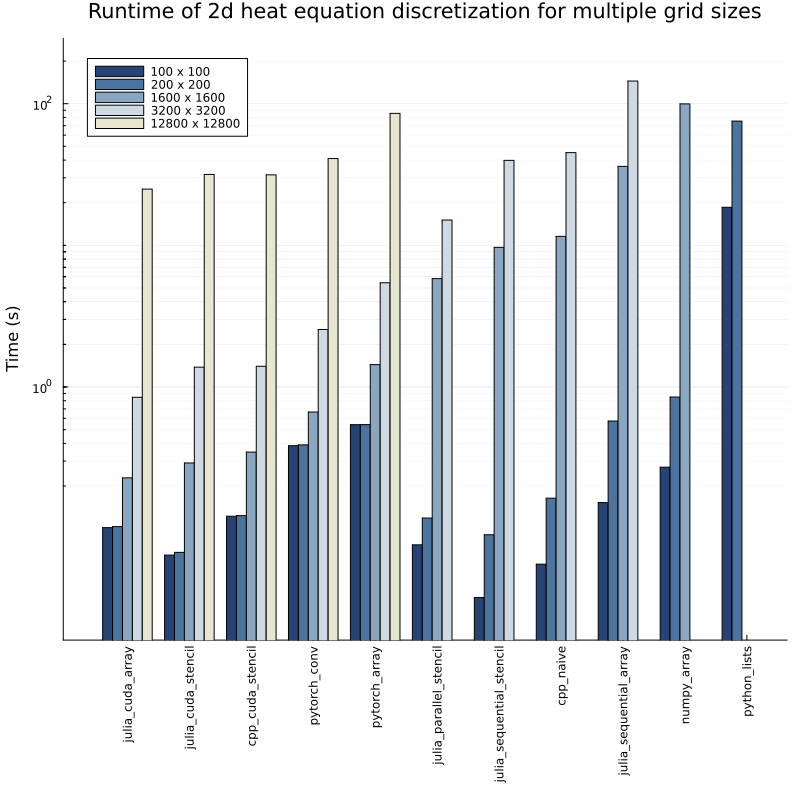 Runtime of 2d heat equation discretization for multiple grid sizes
100 x 100
200 x 200
1600 x 1600
3200 x 3200
12800 x 12800
10²
10⁰
Time (s)
julia_cuda_array
julia_cuda_stencil
cpp_cuda_stencil
pytorch_conv
pytorch_array
julia_parallel_stencil
julia_sequential_stencil
cpp_naive
julia_sequential_array
numpy_array
python_lists